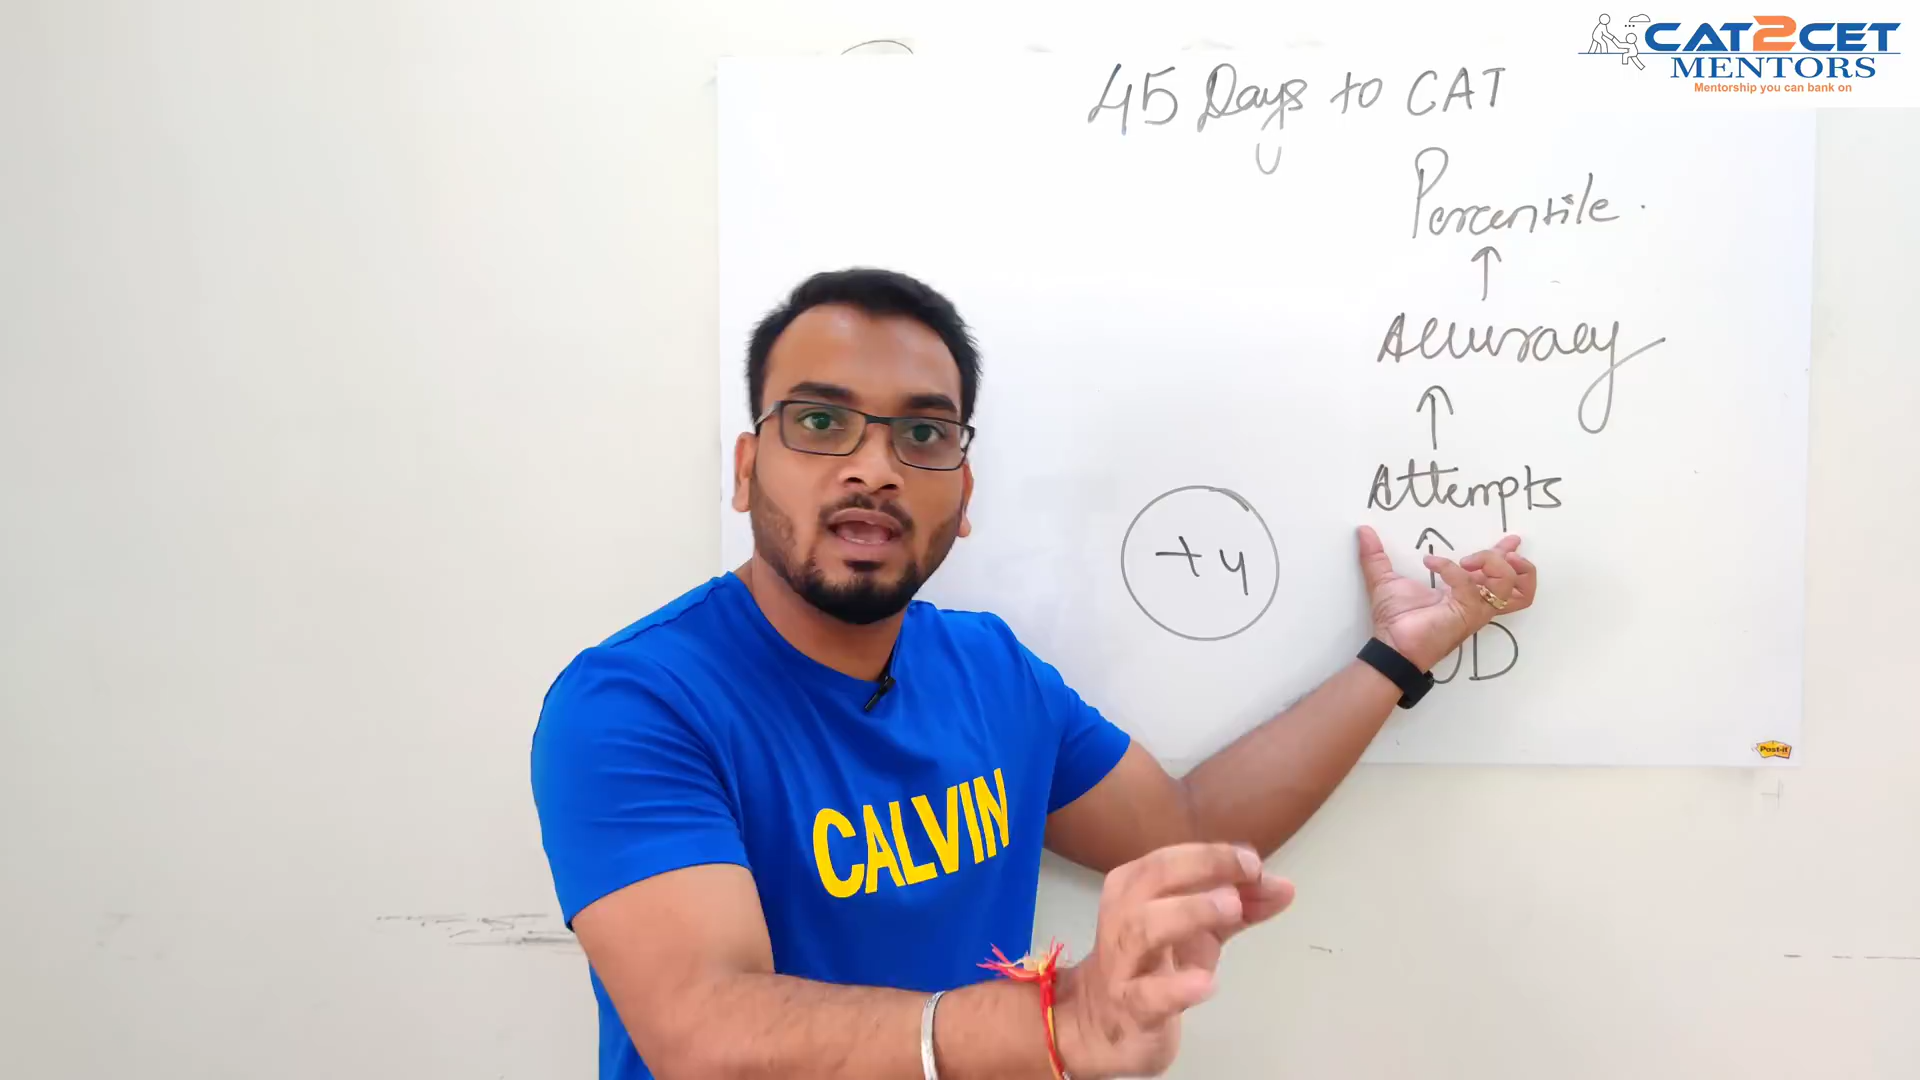 CAT2CET
MENTORS
Mentorship you can bank on
45 Days to CAT
Percentile.
Accuracy
Attempts
+4
D
CALVIN
Post-it